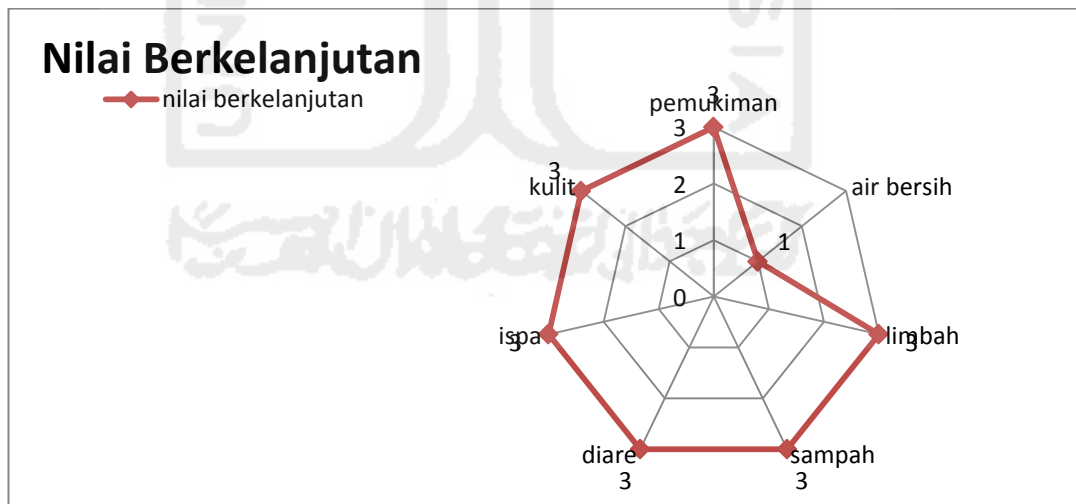 Nilai Berkelanjutan
nilai berkelanjutan
3
pemukiman
3
3
kulit
2
air bersih
1
1
0
ispa
3
limbah
3
diare
3
sampah
3